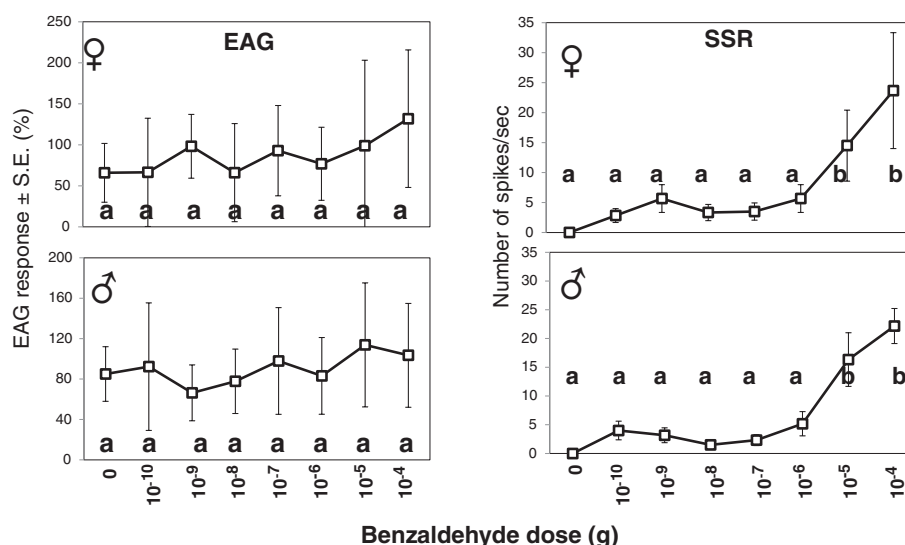 EAG
♀
EAG response ± S.E. (%)
250
200
150
100
50
0
a a a a a a a a
♂
200
160
120
80
40
0
a a a a a a a a
0 10-10 10-9 10-8 10-7 10-6 10-5 10-4
SSR
♀
Number of spikes/sec
35
30
25
20
15
10
5
0
a a a a a a b b
♂
35
30
25
20
15
10
5
0
a a a a a a b b
0 10-10 10-9 10-8 10-7 10-6 10-5 10-4
Benzaldehyde dose (g)